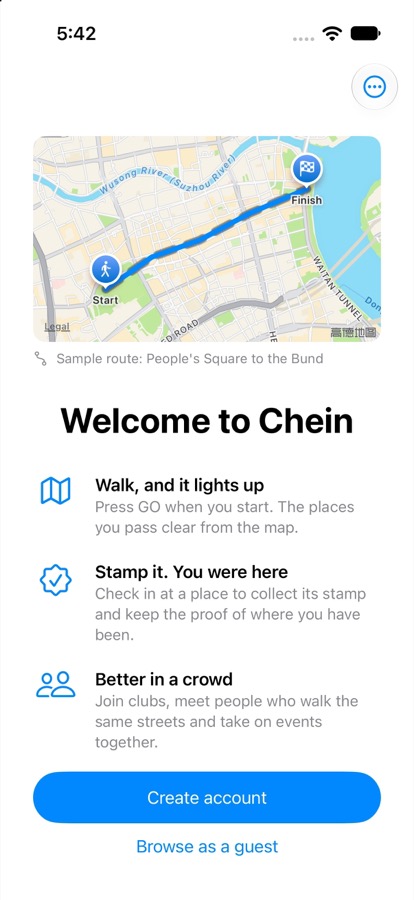 5:42
Wusong River (Suzhou River)
Finish
Start
WAITAN TUNNEL
Legal
ED ROAD
HE
Don
高德地图
Sample route: People's Square to the Bund
Welcome to Chein
Walk, and it lights up
Press GO when you start. The places
you pass clear from the map.
Stamp it. You were here
Check in at a place to collect its stamp
and keep the proof of where you have
been.
Better in a crowd
Join clubs, meet people who walk the
same streets and take on events
together.
Create account
Browse as a guest